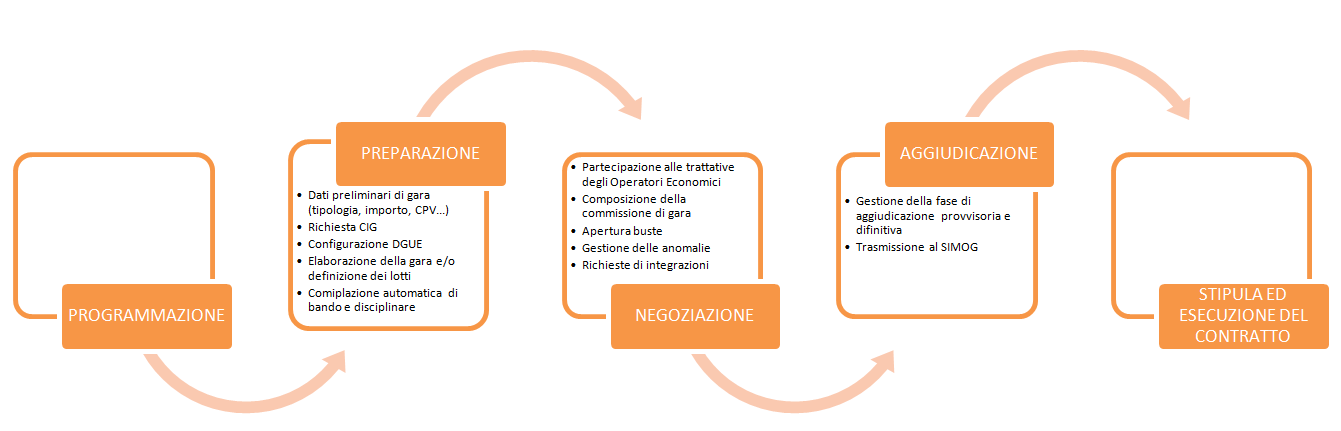 PROGRAMMAZIONE
PREPARAZIONE
• Dati preliminari di gara
(tipologia, importo, CPV...)
• Richiesta CIG
• Configurazione DGUE
• Elaborazione della gara e/o
definizione dei lotti
• Comiplazione automatica di
bando e disciplinare
• Partecipazione alle trattative
degli Operatori Economici
• Composizione della
commissione di gara
• Apertura buste
• Gestione delle anomalie
• Richieste di integrazioni
NEGOZIAZIONE
AGGIUDICAZIONE
• Gestione della fase di
aggiudicazione provvisoria e
difinitiva
• Trasmissione al SIMOG
STIPULA ED
ESECUZIONE DEL
CONTRATTO